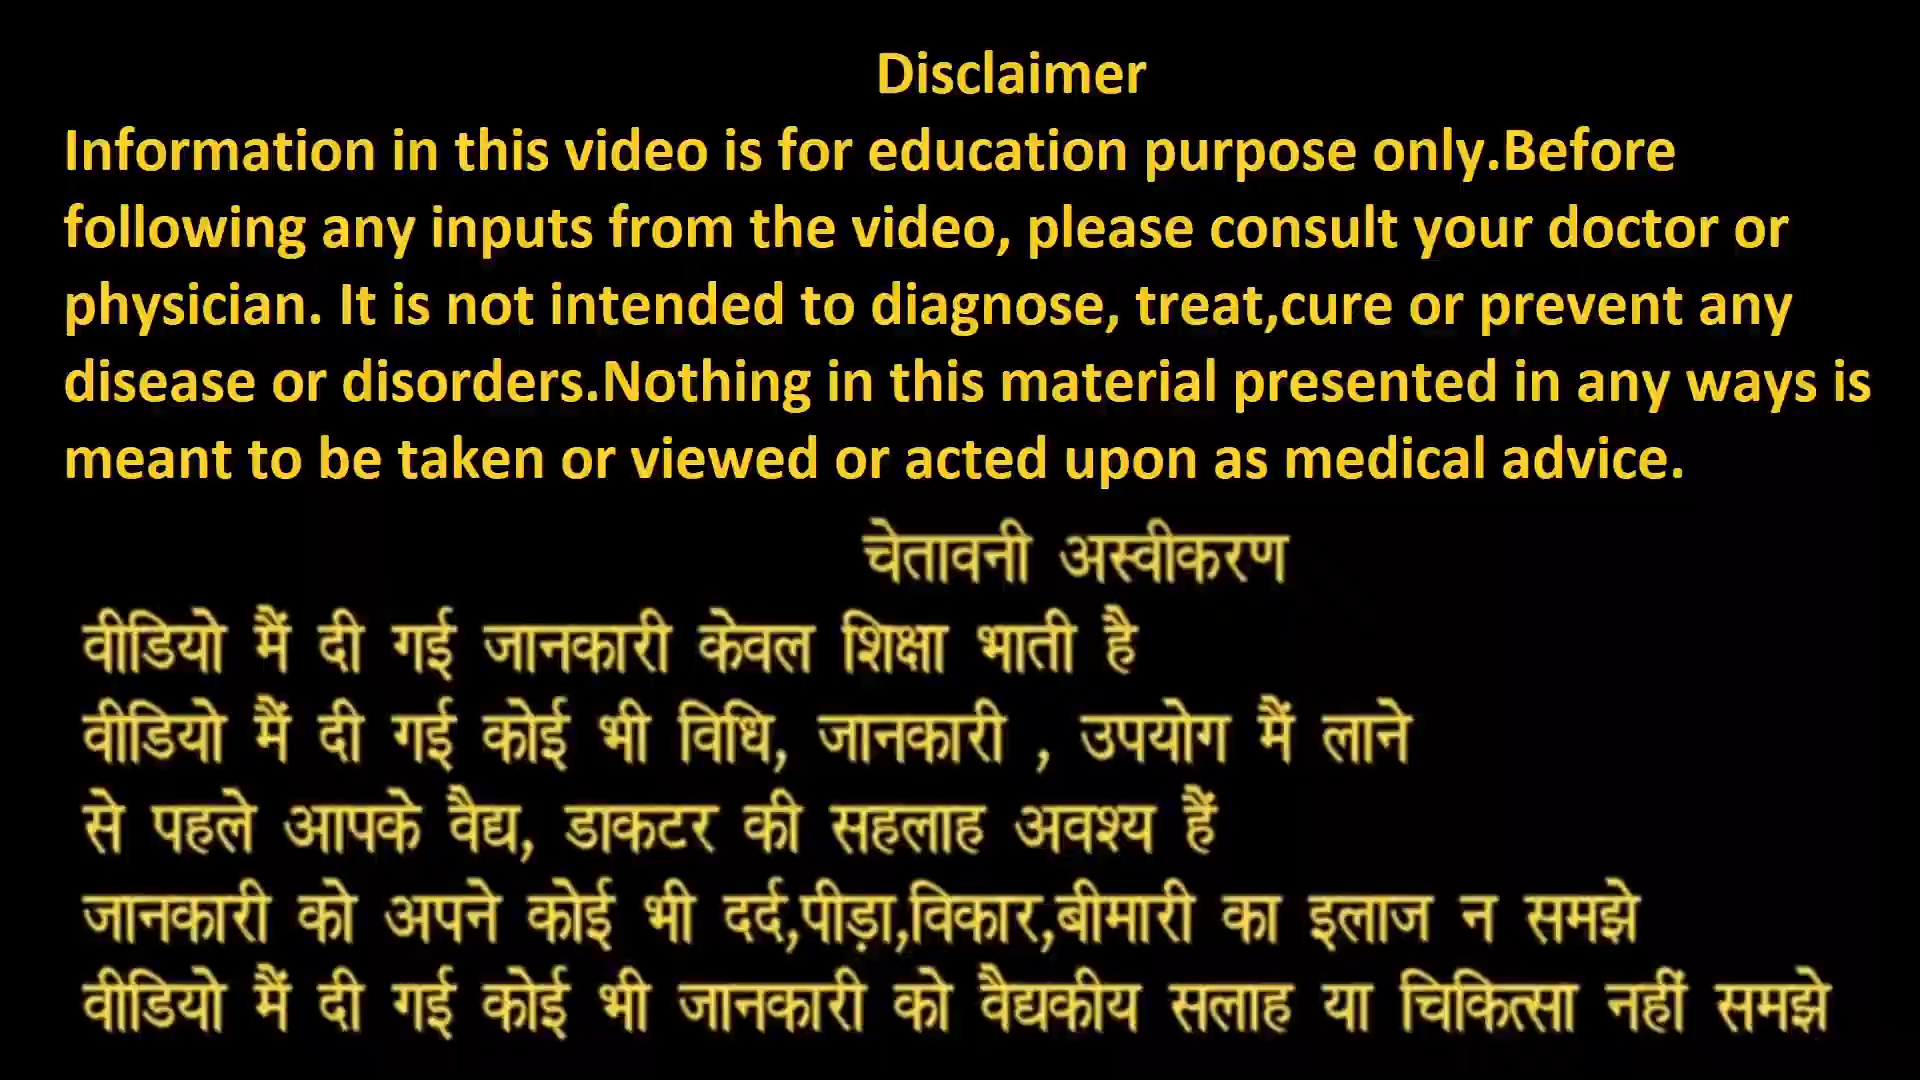 Disclaimer
Information in this video is for education purpose only.Before
following any inputs from the video, please consult your doctor or
physician. It is not intended to diagnose, treat,cure or prevent any
disease or disorders.Nothing in this material presented in any ways is
meant to be taken or viewed or acted upon as medical advice.
चेतावनी अस्वीकरण
वीडियो मैं दी गई जानकारी केवल शिक्षा भाती है
वीडियो मैं दी गई कोई भी विधि, जानकारी , उपयोग मैं लाने
से पहले आपके वैद्य, डाकटर की सहलाह अवश्य हैं
जानकारी को अपने कोई भी दर्द,पीड़ा,विकार,बीमारी का इलाज न समझे
वीडियो मैं दी गई कोई भी जानकारी को वैद्यकीय सलाह या चिकित्सा नहीं समझे